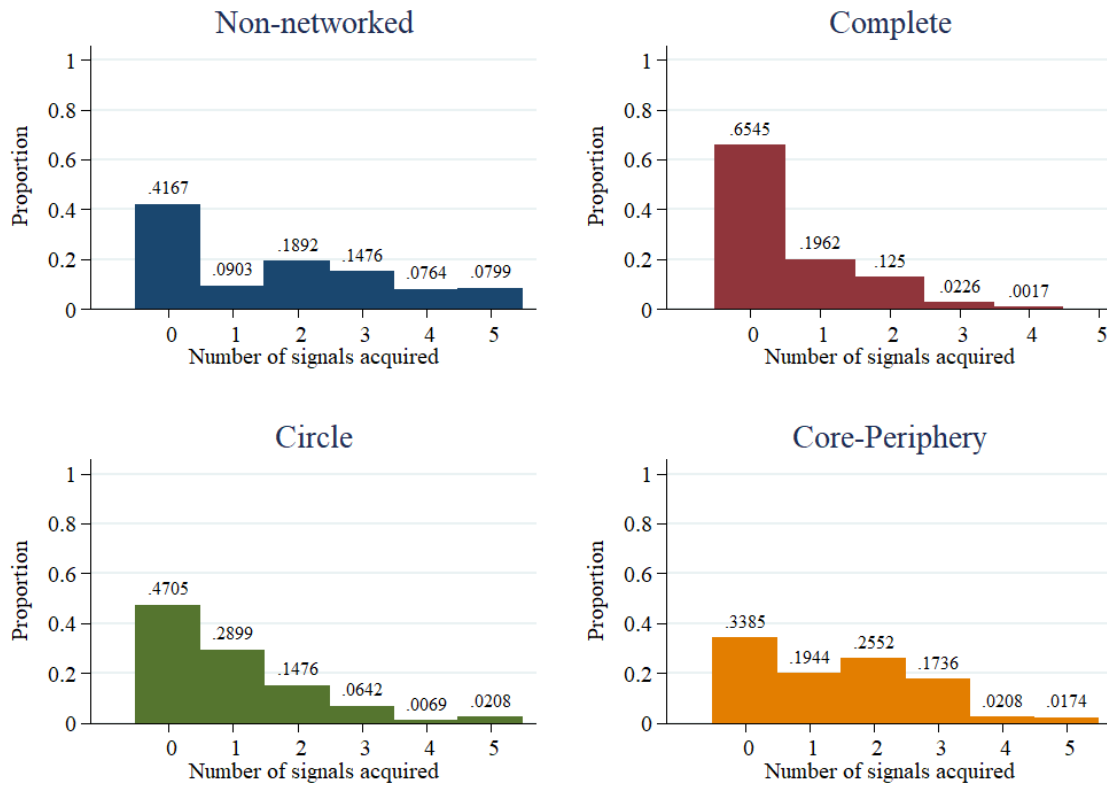 Non-networked
Proportion
1
0.8
0.6
0.4
0.2
0
.4167
.0903
.1892
.1476
.0764
.0799
0 1 2 3 4 5
Number of signals acquired
Complete
Proportion
1
0.8
0.6
0.4
0.2
0
.6545
.1962
.125
.0226
.0017
0 1 2 3 4 5
Number of signals acquired
Circle
Proportion
1
0.8
0.6
0.4
0.2
0
.4705
.2899
.1476
.0642
.0069
.0208
0 1 2 3 4 5
Number of signals acquired
Core-Periphery
Proportion
1
0.8
0.6
0.4
0.2
0
.3385
.1944
.2552
.1736
.0208
.0174
0 1 2 3 4 5
Number of signals acquired